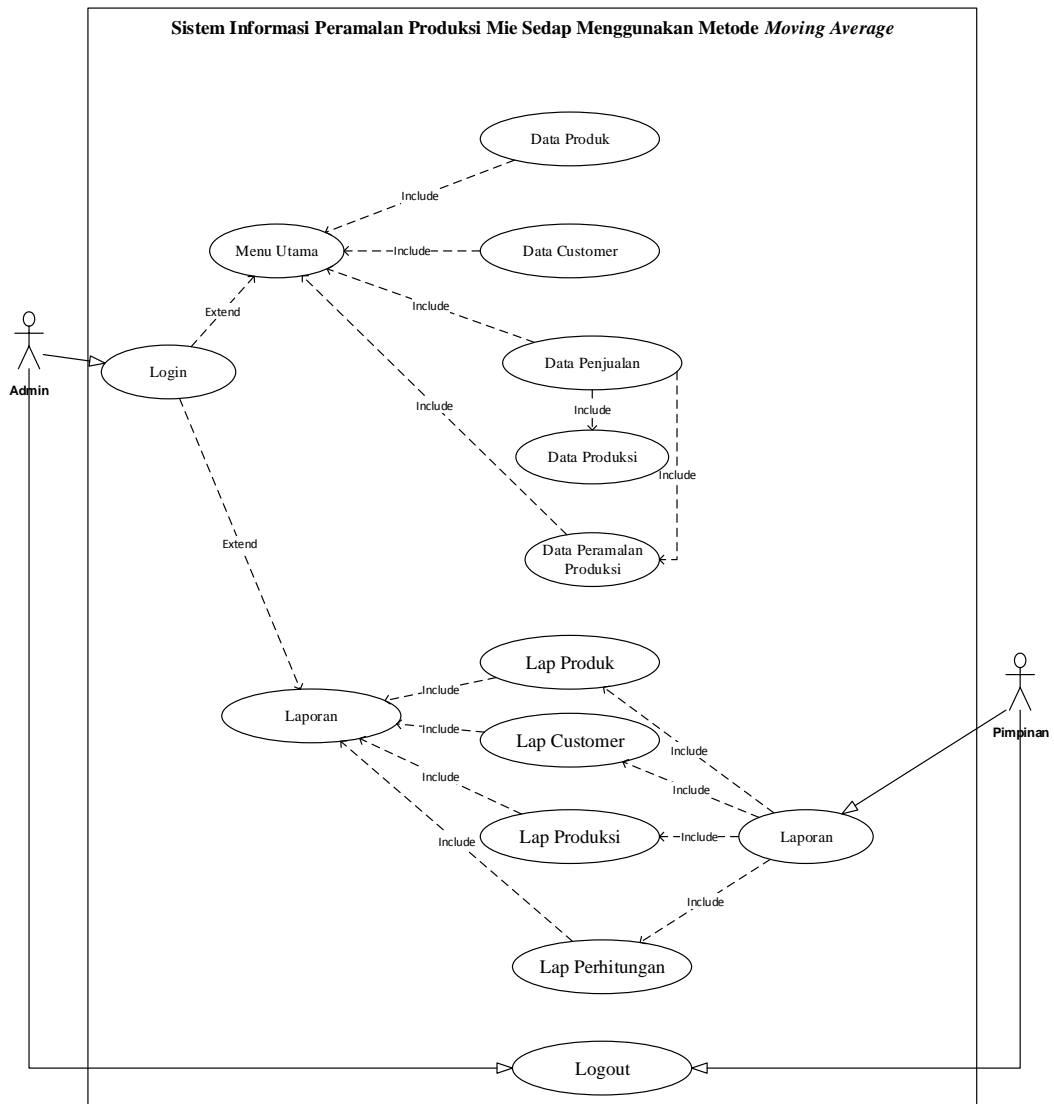 Sistem Informasi Peramalan Produksi Mie Sedap Menggunakan Metode Moving Average
Data Produk
Include
Menu Utama
Include
Data Customer
Include
Extend
Data Penjualan
Login
Admin
Include
Include
Data Produksi
Include
Extend
Data Peramalan
Produksi
Lap Produk
Include
Laporan
Include
Lap Customer
Include
Pimpinan
Include
Include
Lap Produksi
Include
Laporan
Include
Include
Lap Perhitungan
Logout